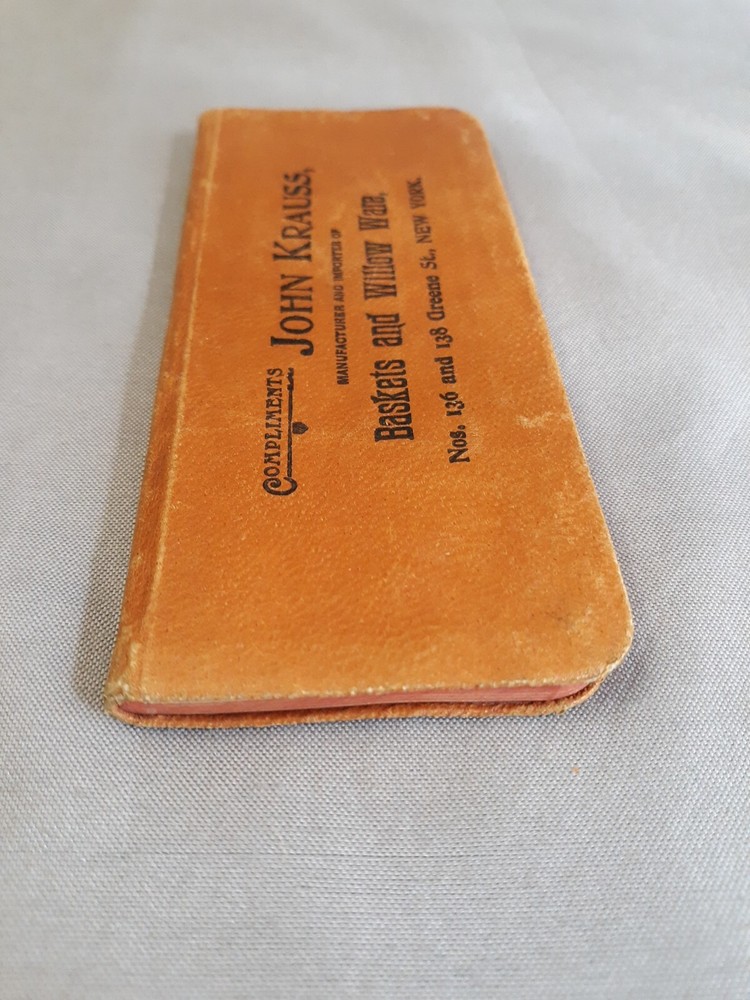 COMPLIMENTS
JOHN KRAUSS,
MANUFACTURER AND IMPORTER OF
Baskets and Willow Ware,
Nos. 136 and 138 Greene St., NEW YORK.